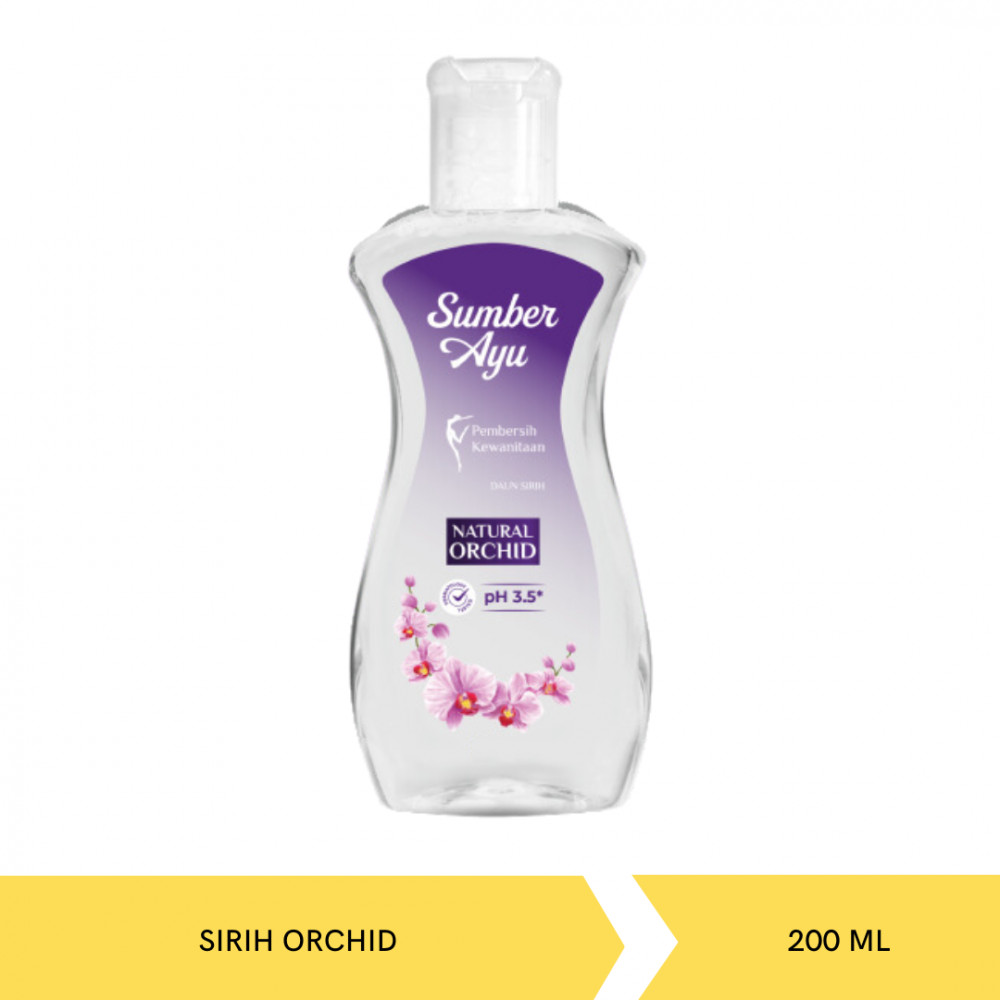 Sumber
Ayu
Pembersih
Kewanitaan
DAUN SIRIH
NATURAL
ORCHID
pH 3.5*
SIRIH ORCHID
200 ML